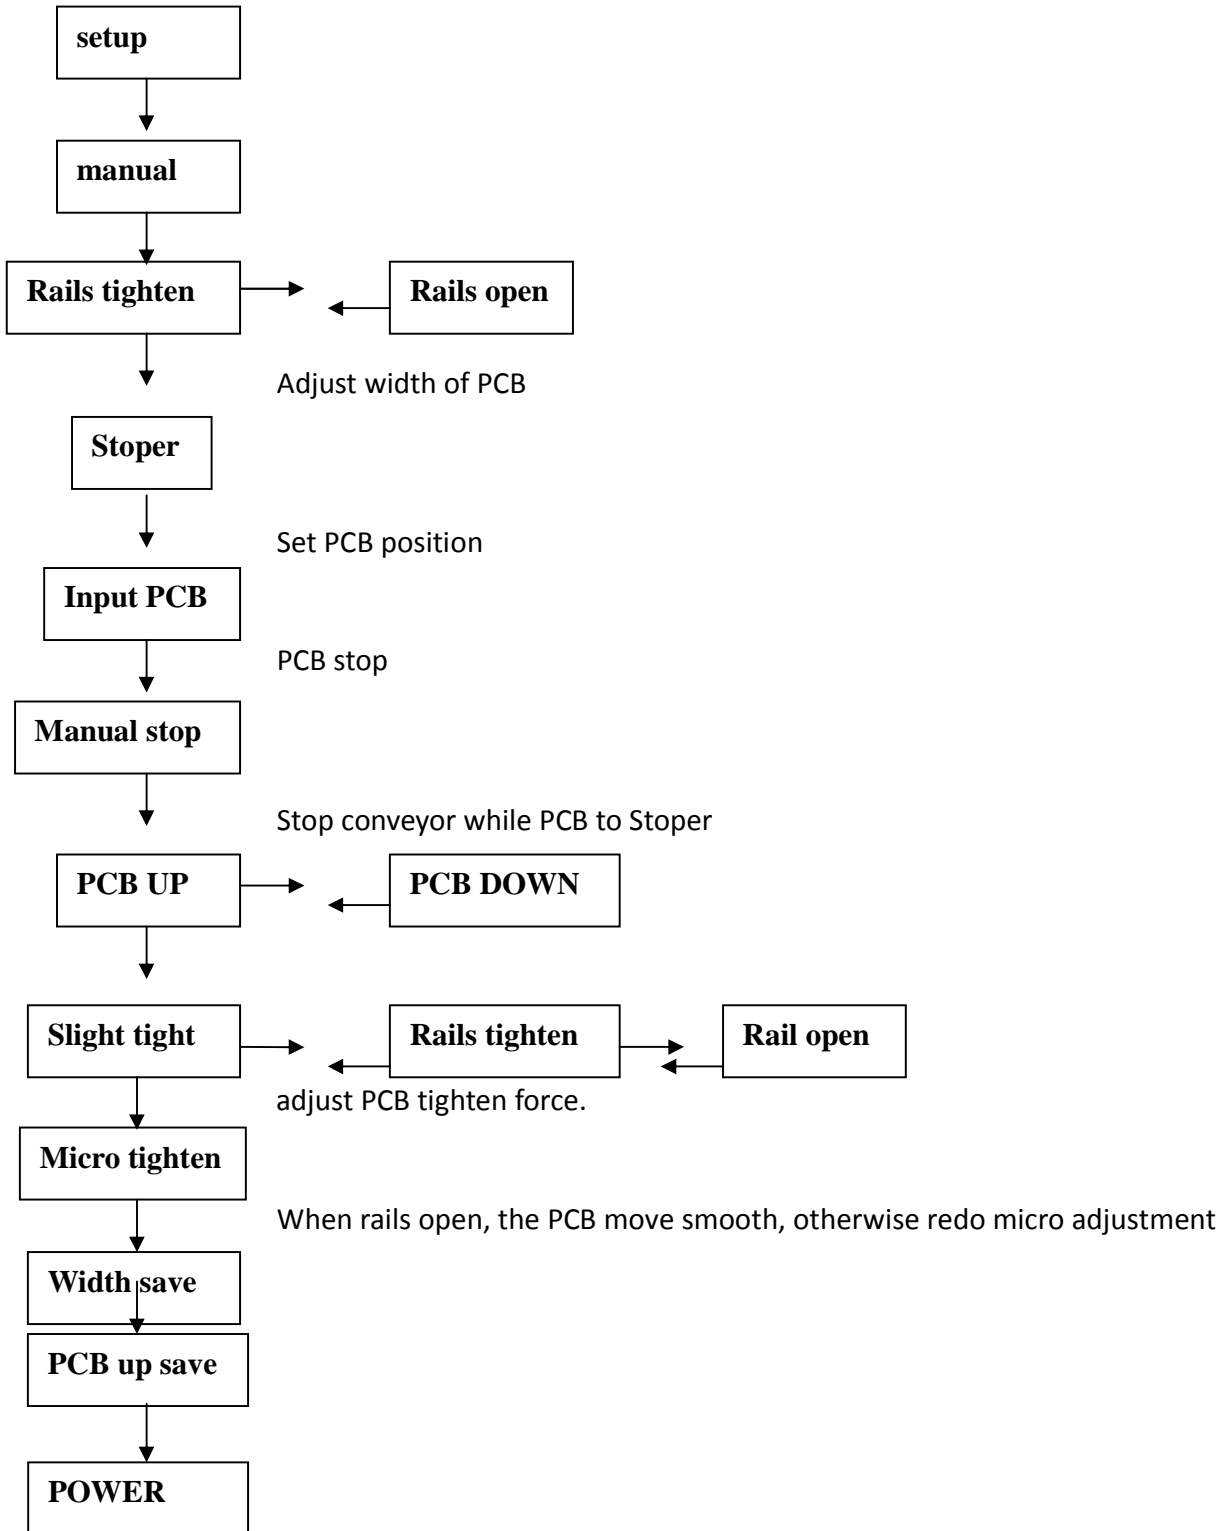 setup
manual
Rails tighten
Rails open
Adjust width of PCB
Stoper
Set PCB position
Input PCB
PCB stop
Manual stop
Stop conveyor while PCB to Stoper
PCB UP
PCB DOWN
Slight tight
Rails tighten
Rail open
adjust PCB tighten force.
Micro tighten
When rails open, the PCB move smooth, otherwise redo micro adjustment
Width save
PCB up save
POWER